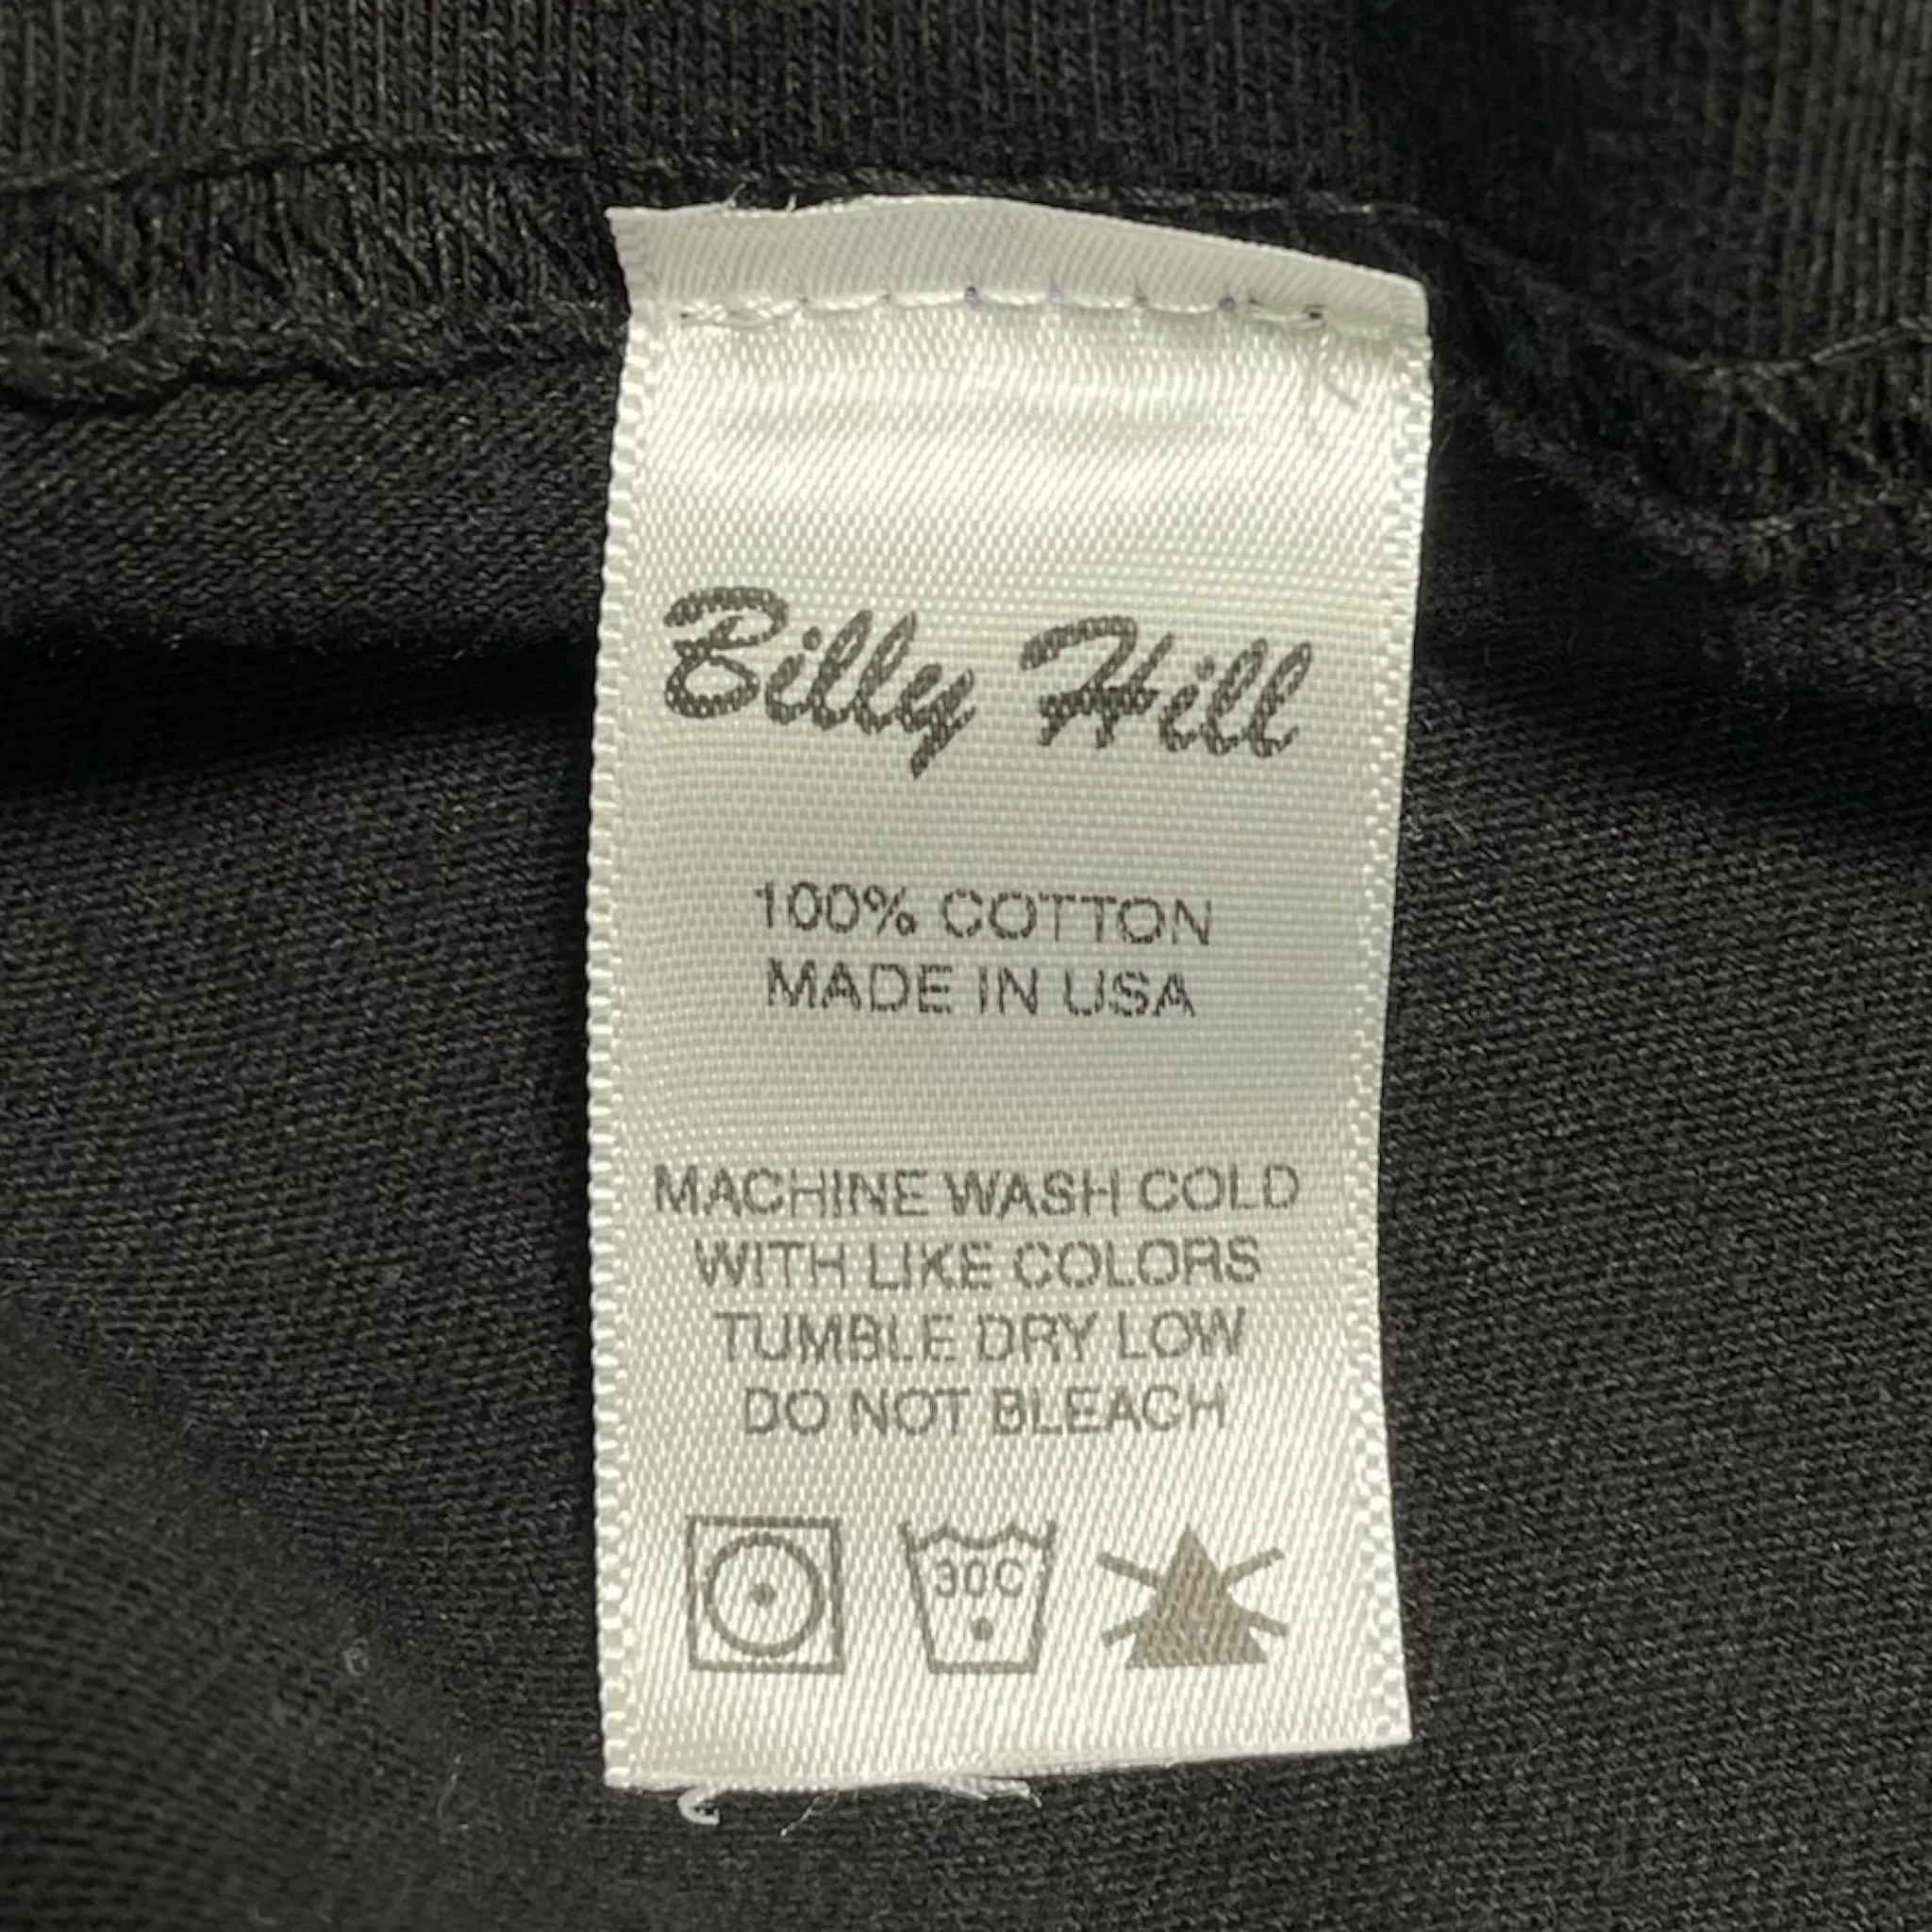 Billy Hill
100% COTTON
MADE IN USA
MACHINE WASH COLD
WITH LIKE COLORS
TUMBLE DRY LOW
DO NOT BLEACH
30C